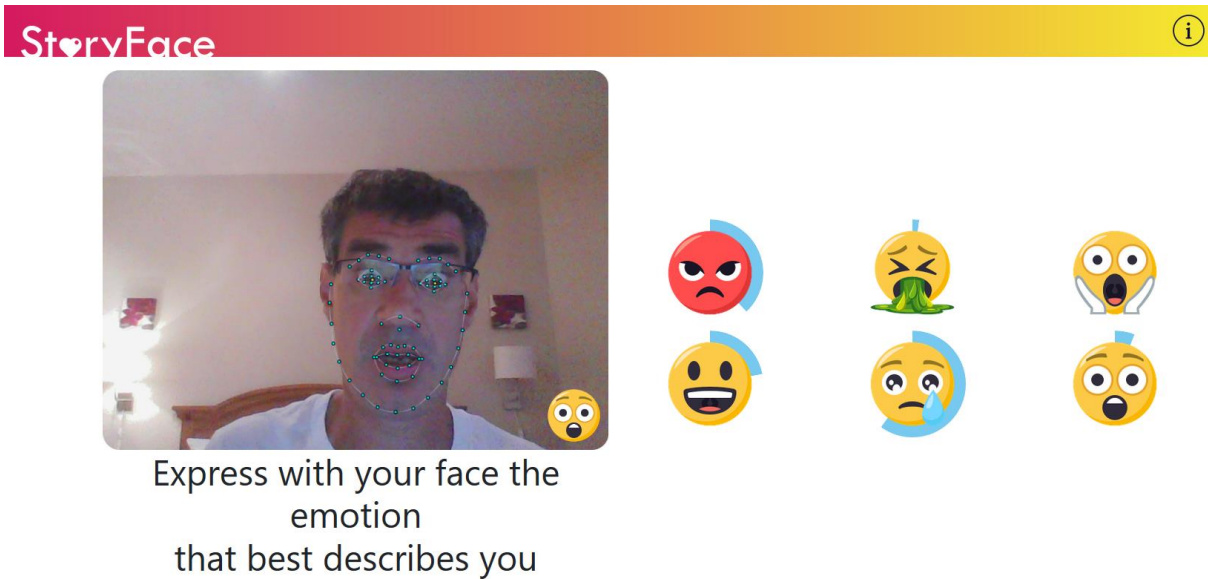 StoryFace
Express with your face the
emotion
that best describes you